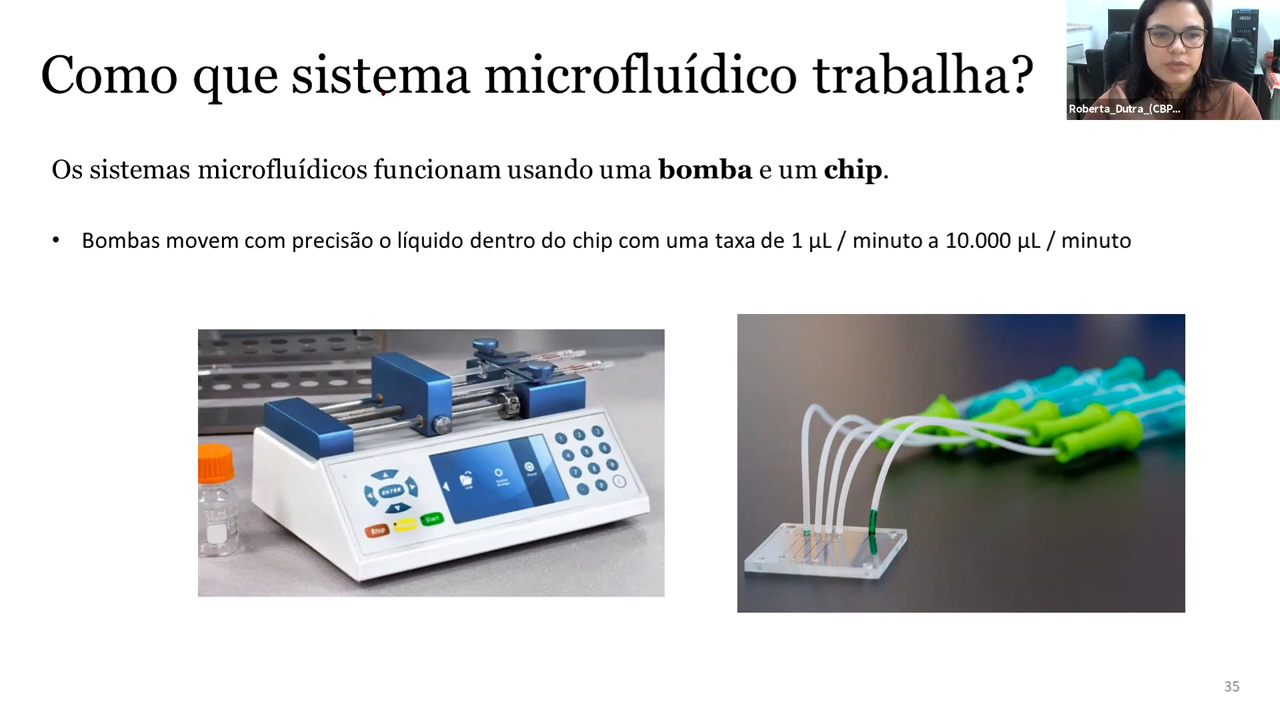 Como que sistema microfluídico trabalha?
Roberta_Dutra_(CBP...
Os sistemas microfluídicos funcionam usando uma bomba e um chip.
• Bombas movem com precisão o líquido dentro do chip com uma taxa de 1 µL / minuto a 10.000 µL / minuto
ENTER
Stop
Start
35